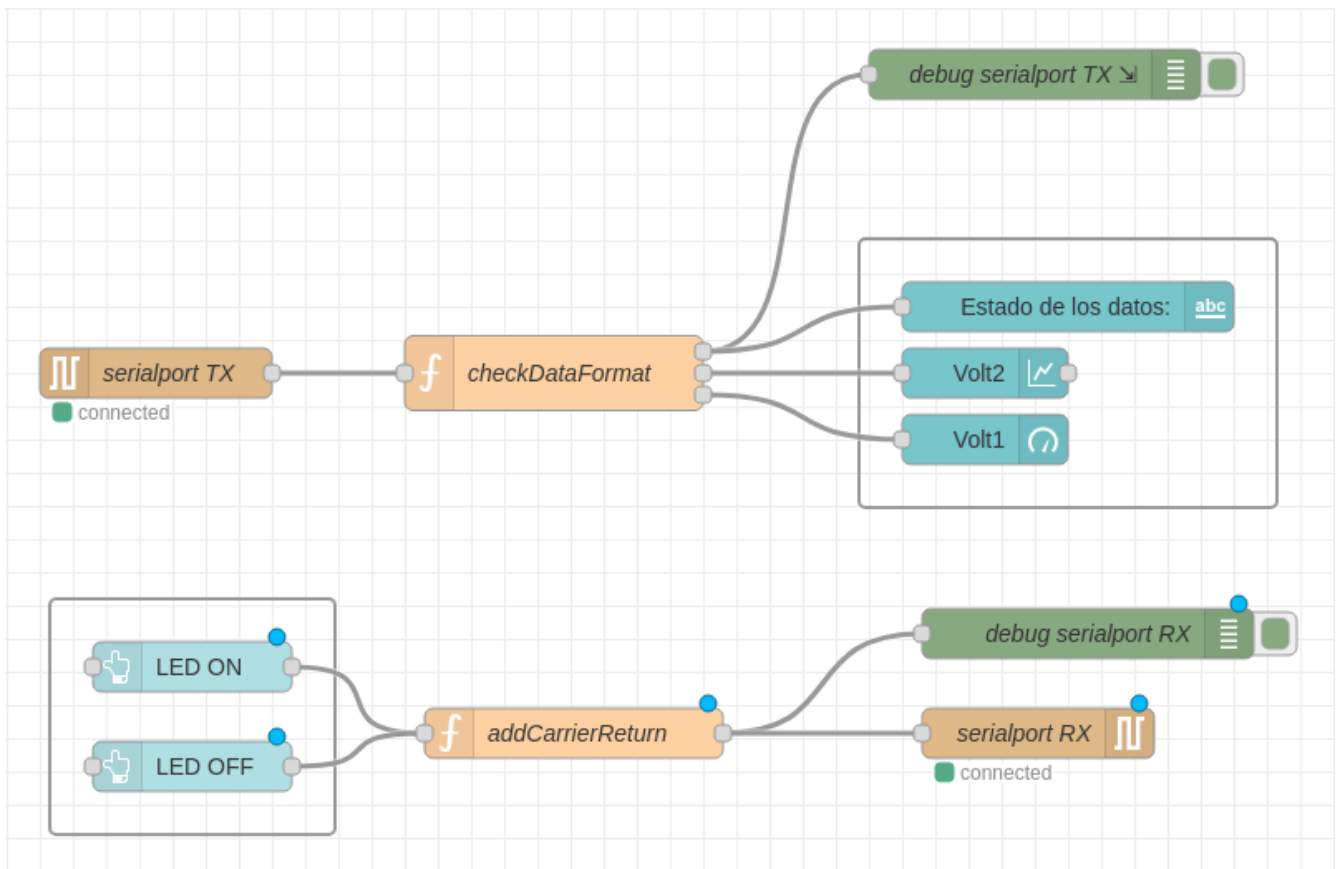 debug serialport TX ⇲
Estado de los datos:
abc
serialport TX
checkDataFormat
Volt2
connected
Volt1
LED ON
debug serialport RX
addCarrierReturn
serialport RX
LED OFF
connected